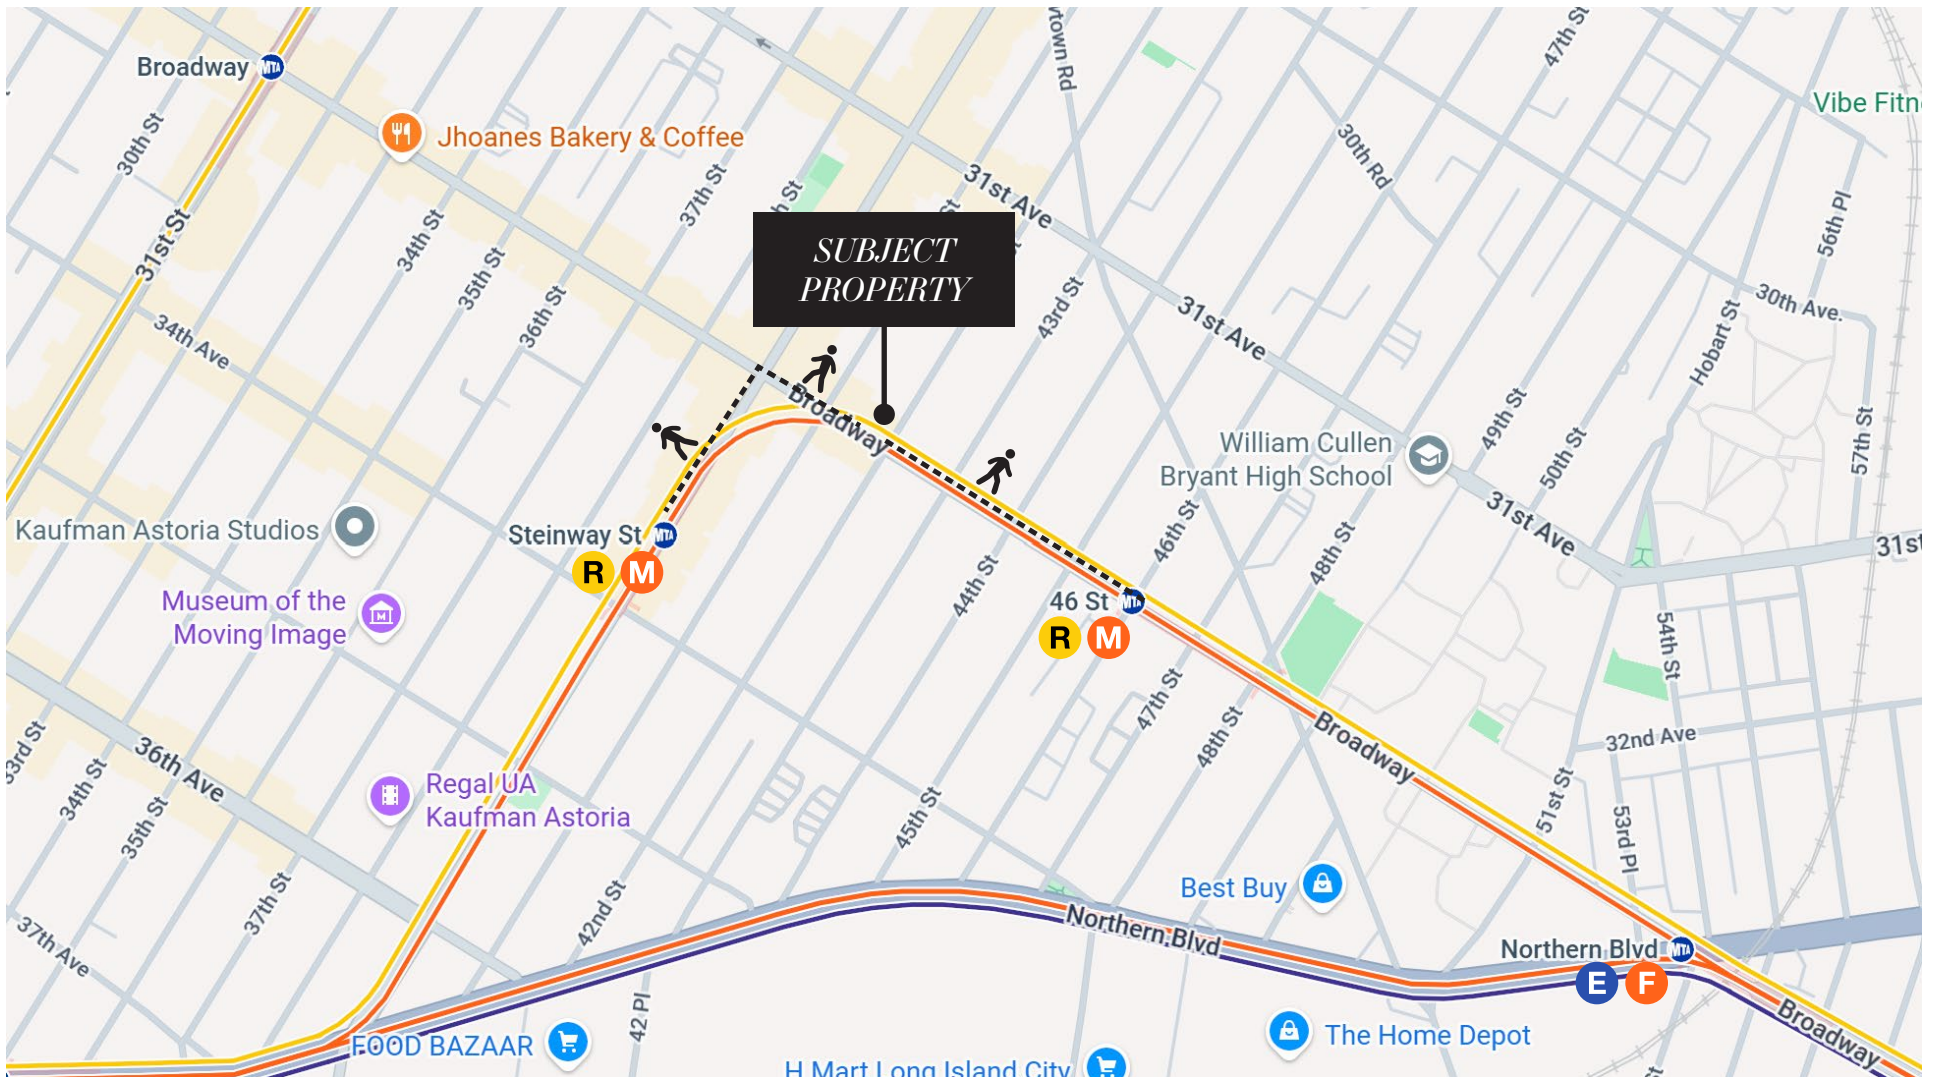 Broadway
MTA
Jhoanes Bakery & Coffee
30th St
31st St
34th St
35th St
36th St
37th St
34th Ave
47th St
Vibe Fitn
30th Rd
31st Ave
56th Pl
30th Ave.
Hobart St
SUBJECT
PROPERTY
43rd St
31st Ave
Broadway
William Cullen
Bryant High School
49th St
50th St
57th St
31st Ave
31st
Kaufman Astoria Studios
Steinway St
MTA
R M
46th St
48th St
44th St
46 St
MTA
R M
Museum of the
Moving Image
54th St
47th St
48th St
Broadway
32nd Ave
36th Ave
34th St
35th St
37th St
37th Ave
Regal UA
Kaufman Astoria
45th St
51st St
53rd Pl
42nd St
Best Buy
Northern Blvd
Northern Blvd
MTA
E F
42 Pl
FOOD BAZAAR
The Home Depot
Broadway
H Mart Long Island City